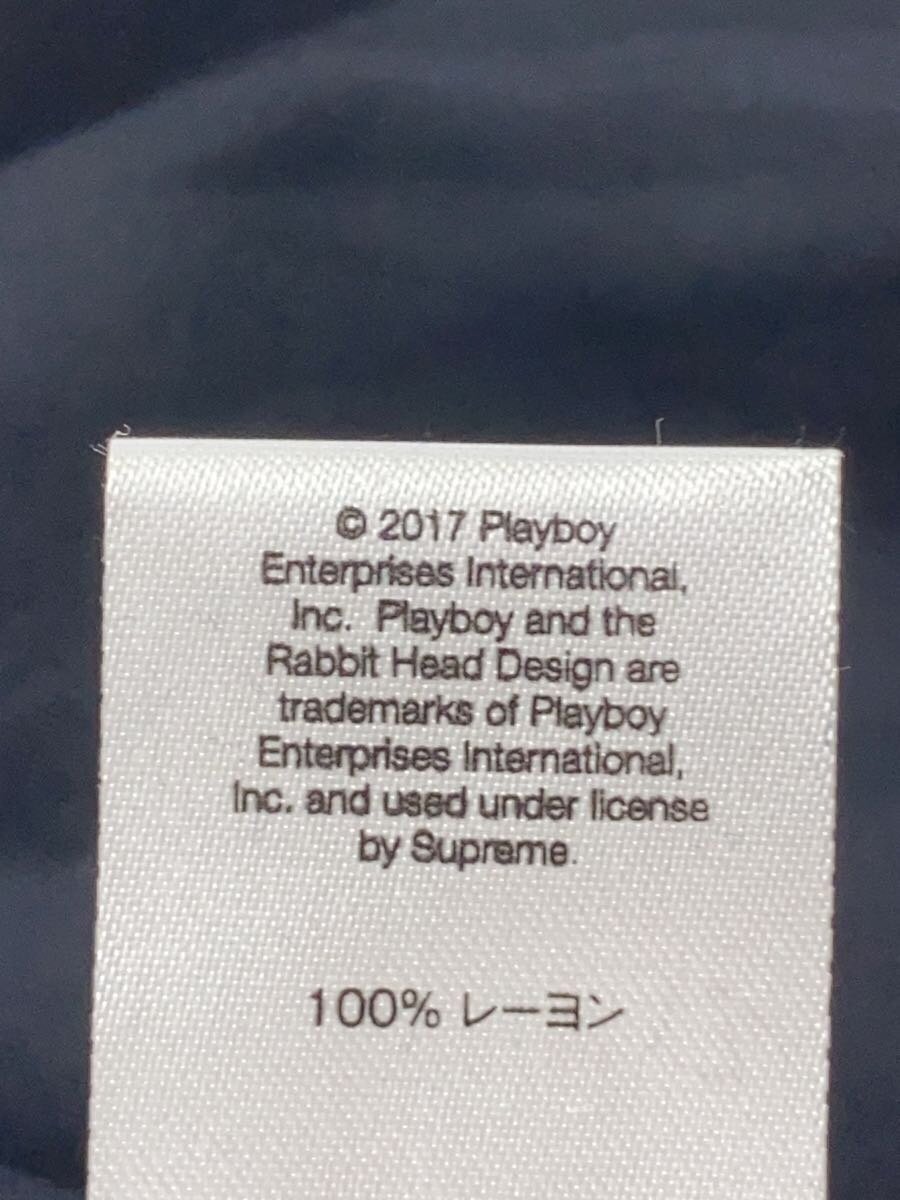 © 2017 Playboy
Enterprises International,
Inc. Playboy and the
Rabbit Head Design are
trademarks of Playboy
Enterprises International,
Inc. and used under license
by Supreme.
100% レーヨン